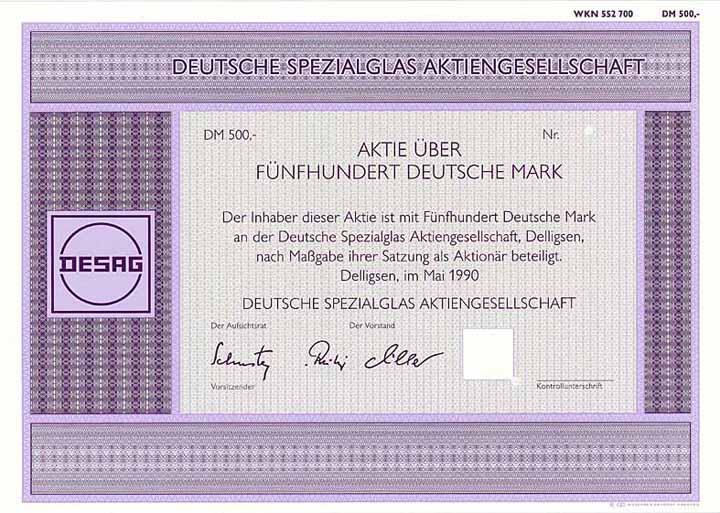 WKN 552 700 DM 500,-
DEUTSCHE SPEZIALGLAS AKTIENGESELLSCHAFT
DM 500,- Nr.
AKTIE ÜBER
FÜNFHUNDERT DEUTSCHE MARK
Der Inhaber dieser Aktie ist mit Fünfhundert Deutsche Mark
an der Deutsche Spezialglas Aktiengesellschaft, Delligsen,
nach Maßgabe ihrer Satzung als Aktionär beteiligt.
Delligsen, im Mai 1990
DESAG
DEUTSCHE SPEZIALGLAS AKTIENGESELLSCHAFT
Der Aufsichtsrat Der Vorstand
Vorsitzender Kontrollunterschrift